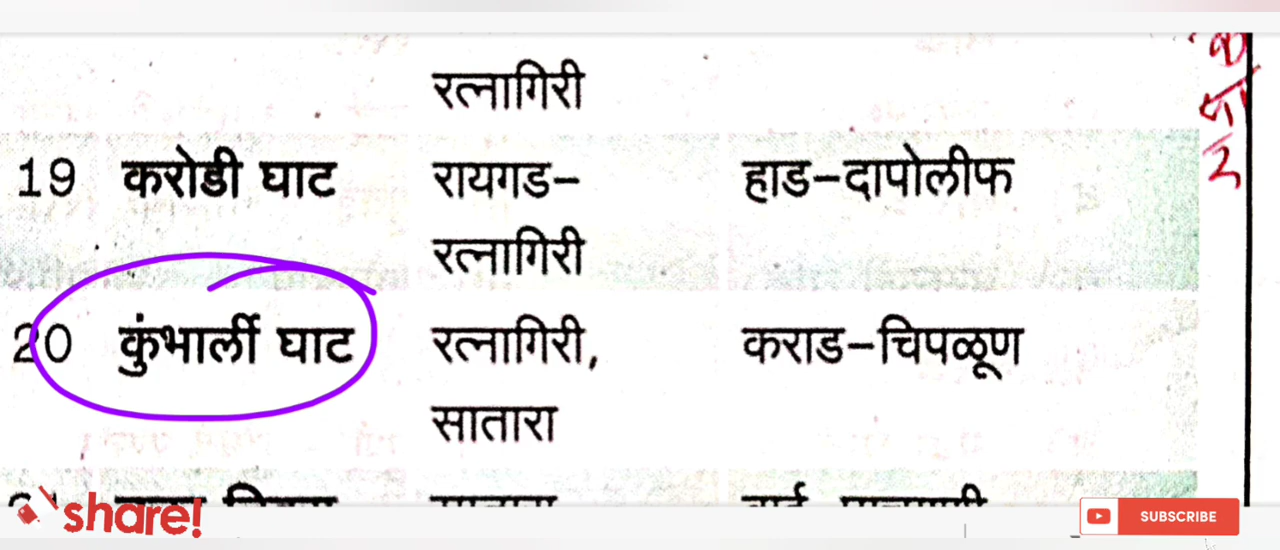 रत्नागिरी
19 करोडी घाट रायगड- हाड-दापोलीफ
रत्नागिरी
20 कुंभार्ली घाट रत्नागिरी, कराड-चिपळूण
सातारा
share!
SUBSCRIBE